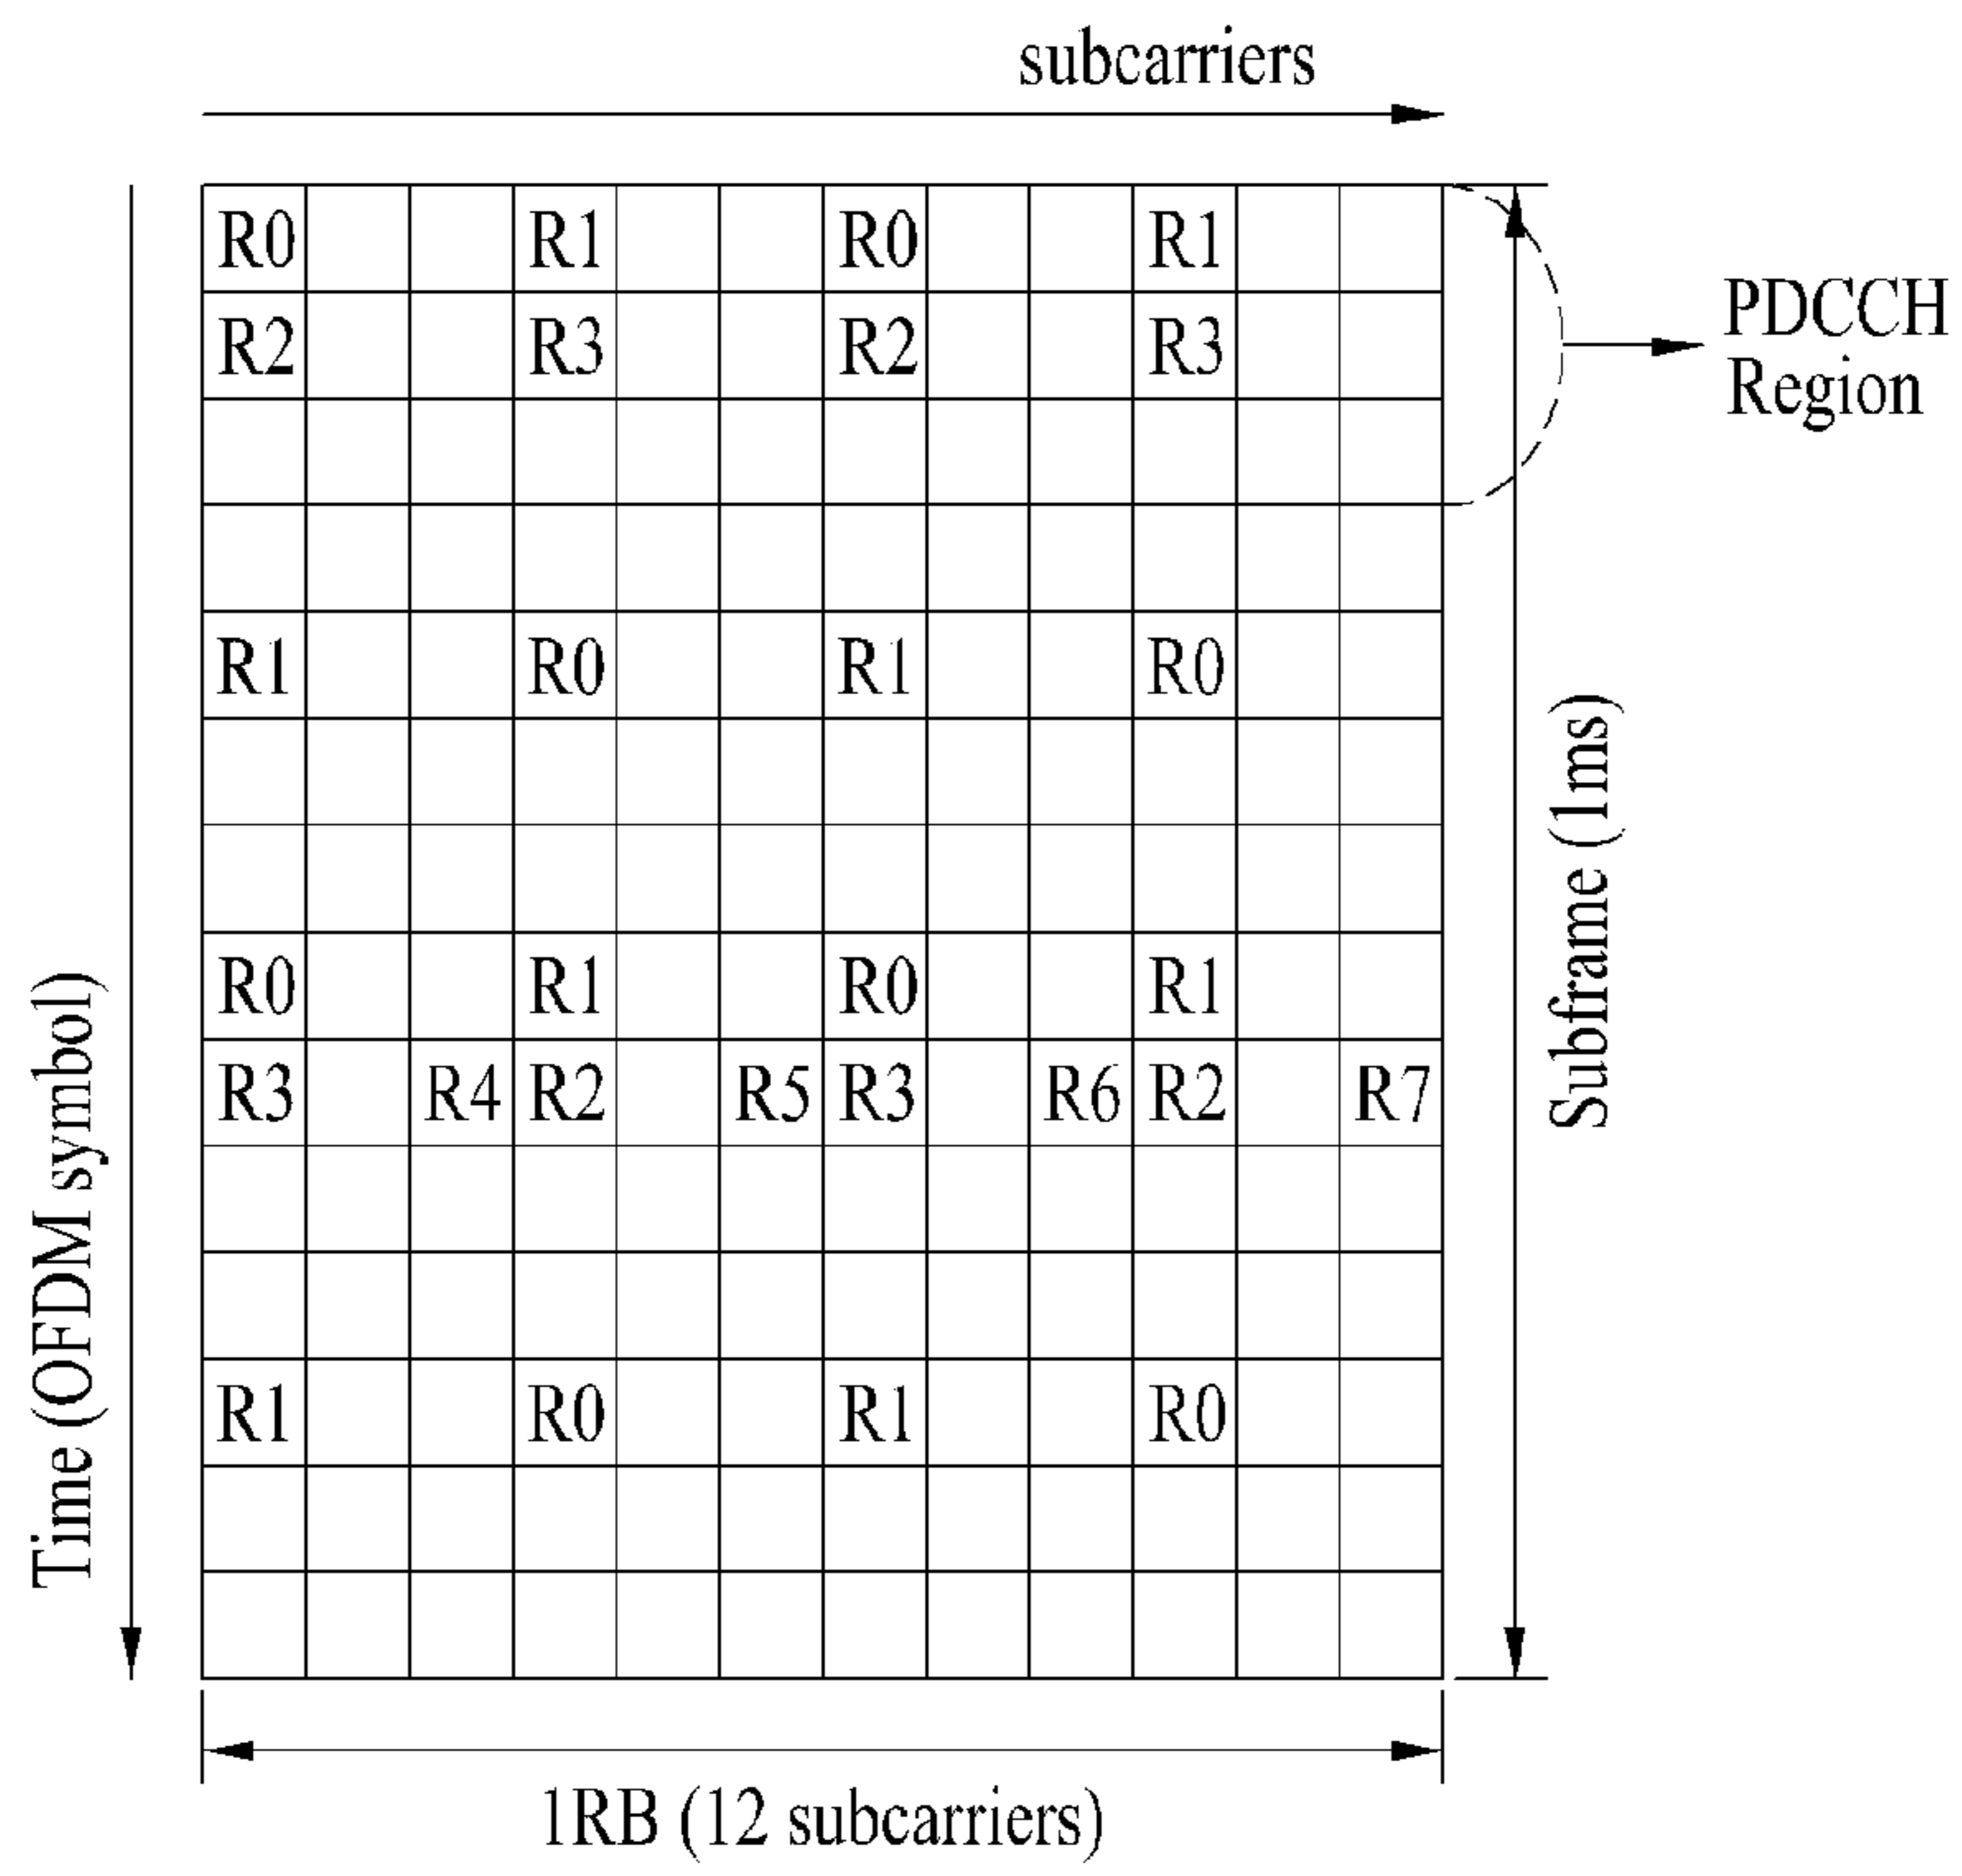 subcarriers
R0 R1 R0 R1
R2 R3 R2 R3
PDCCH
Region
R1 R0 R1 R0
R0 R1 R0 R1
R3 R4 R2 R5 R3 R6 R2 R7
R1 R0 R1 R0
Time (OFDM symbol)
Subframe (1ms)
1RB (12 subcarriers)